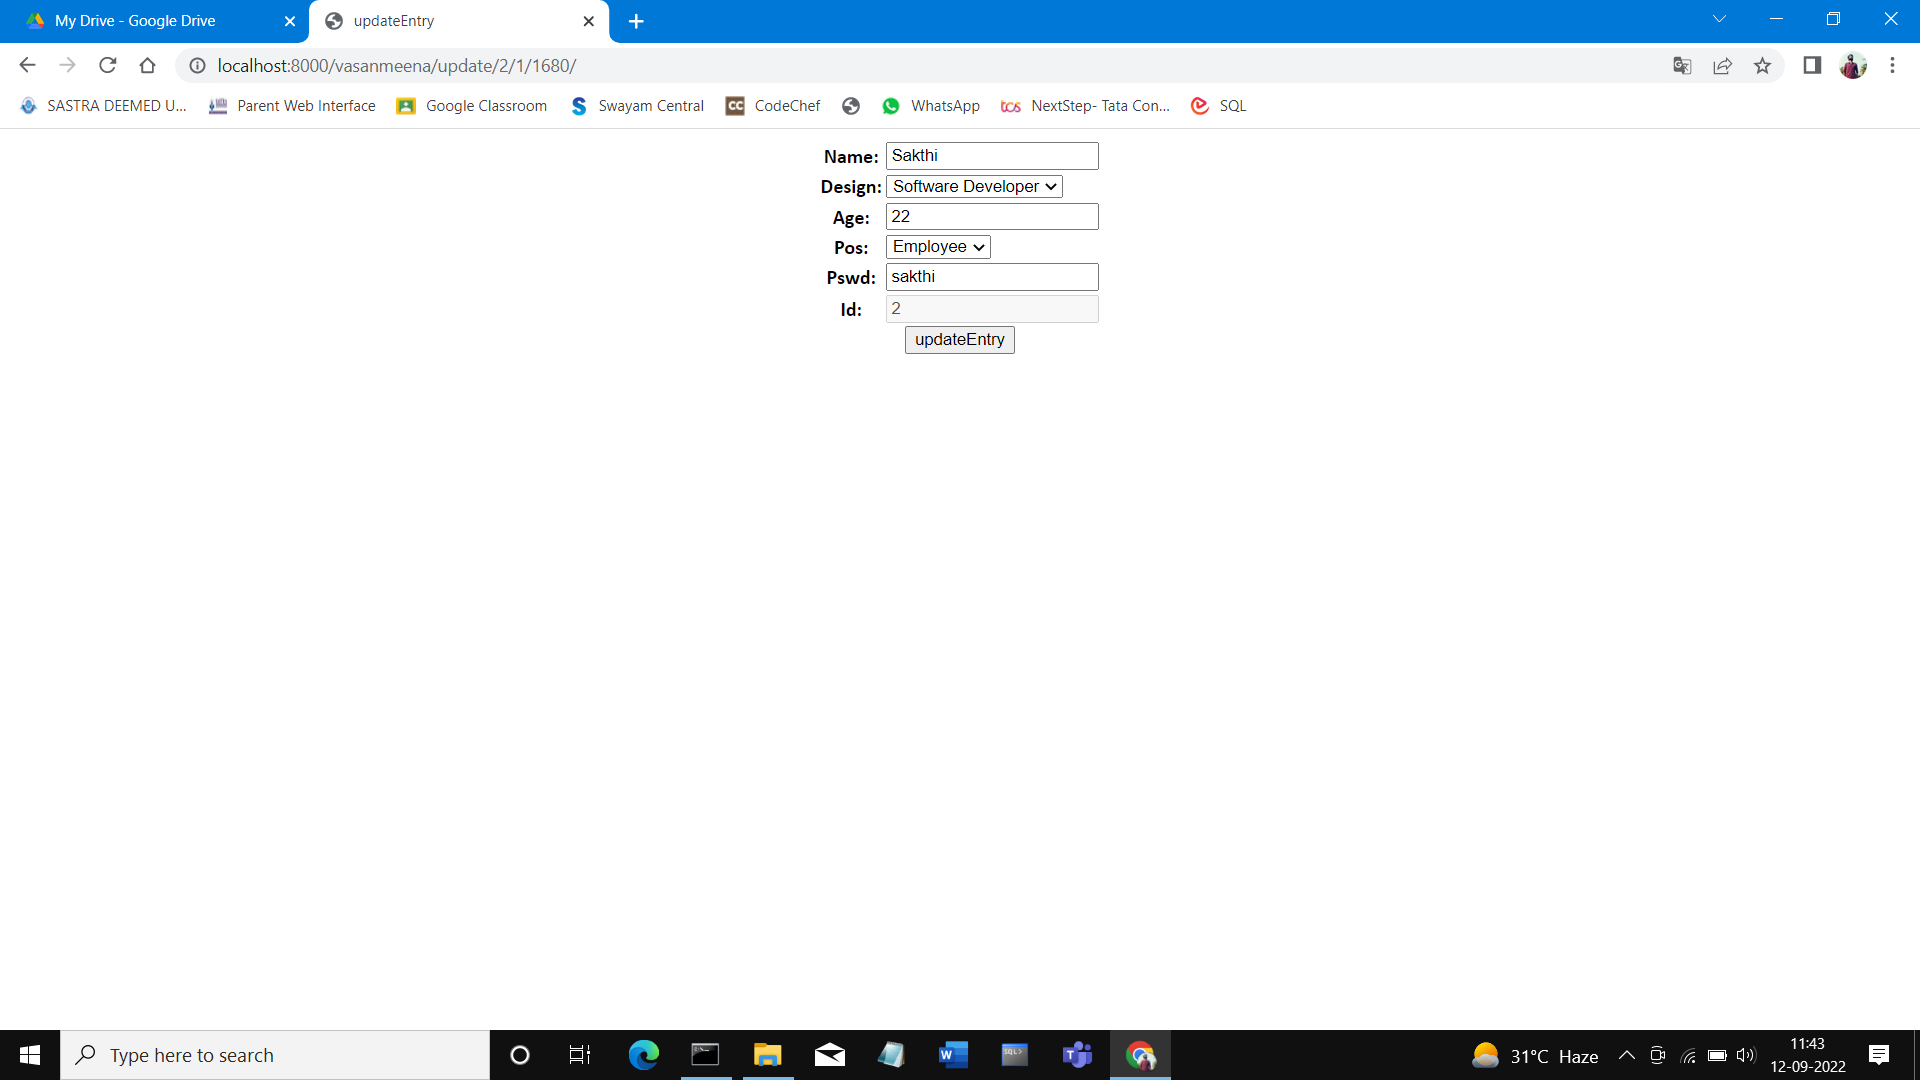 My Drive - Google Drive
updateEntry
localhost:8000/vasanmeena/update/2/1/1680/
SASTRA DEEMED U...
Parent Web Interface
Google Classroom
Swayam Central
CC CodeChef
WhatsApp
tcs NextStep- Tata Con...
SQL
Name: Sakthi
Design: Software Developer
Age: 22
Pos: Employee
Pswd: sakthi
Id: 2
updateEntry
Type here to search
31°C Haze
11:43
12-09-2022